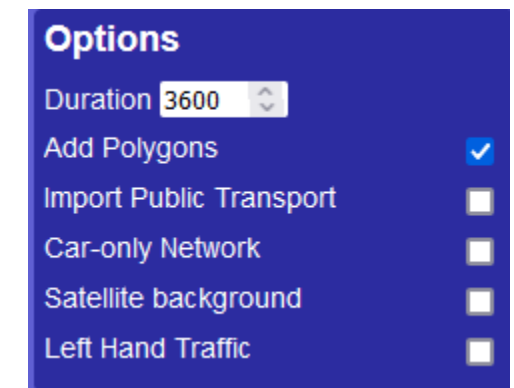 Options
Duration 3600
Add Polygons
Import Public Transport
Car-only Network
Satellite background
Left Hand Traffic